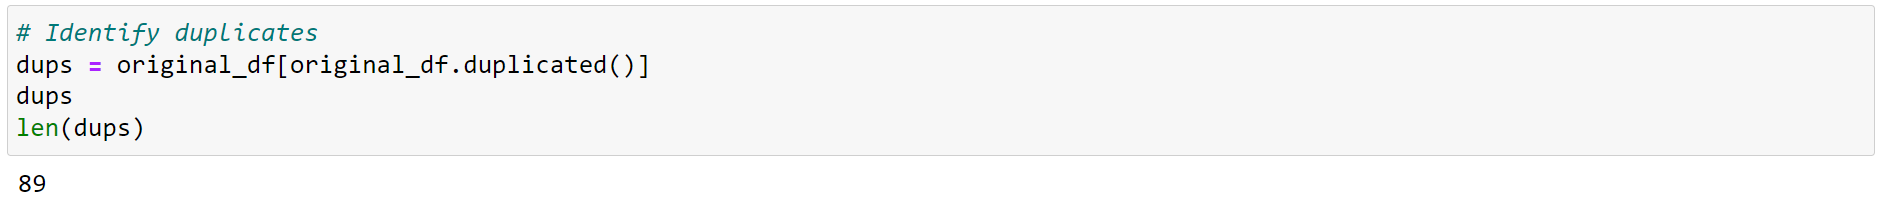 # Identify duplicates
dups = original_df[original_df.duplicated()]
dups
len(dups)
89